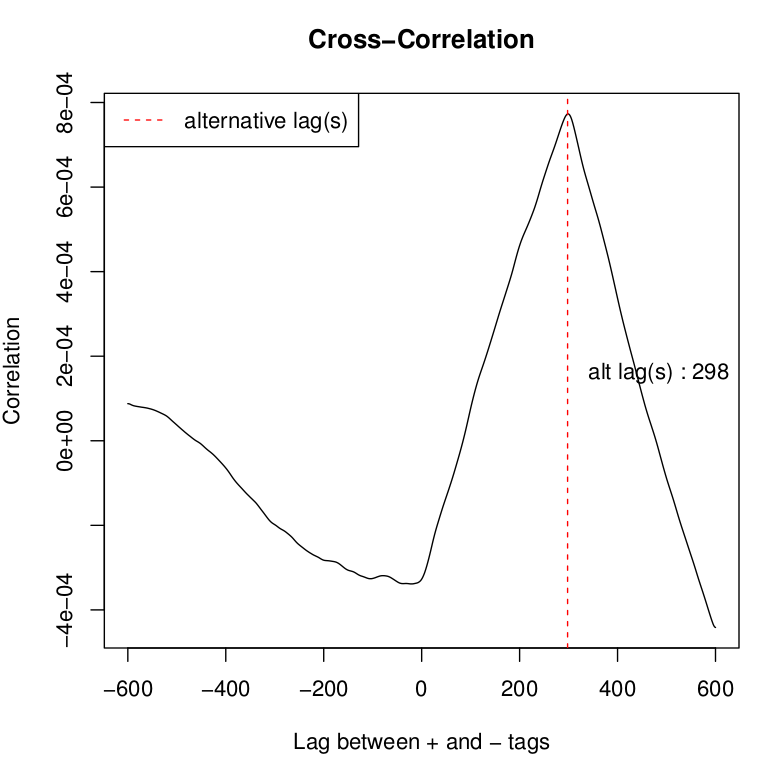 Cross−Correlation
alternative lag(s)
alt lag(s) : 298
Correlation
8e−04
6e−04
4e−04
2e−04
0e+00
−4e−04
−600 −400 −200 0 200 400 600
Lag between + and − tags